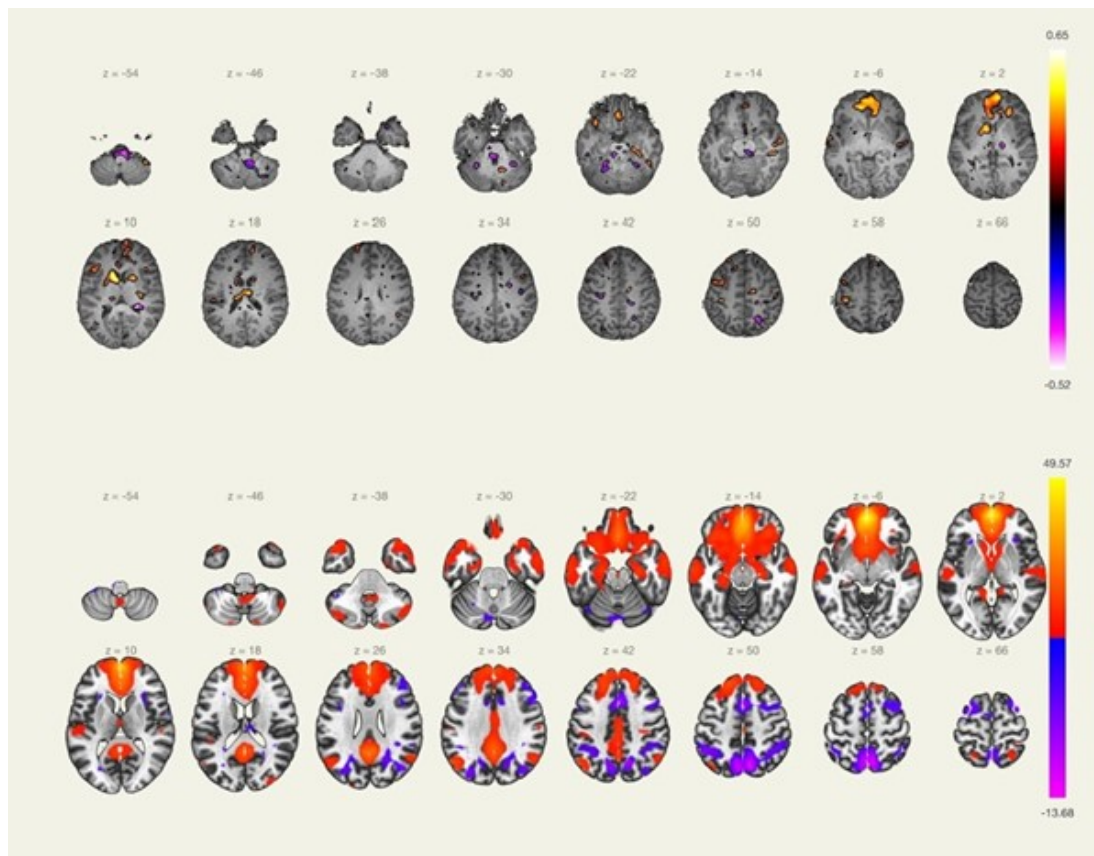 0.65
z = -54 z = -46 z = -38 z = -30 z = -22 z = -14 z = -6 z = 2
z = 10 z = 18 z = 26 z = 34 z = 42 z = 50 z = 58 z = 66
-0.52
49.57
z = -54 z = -46 z = -38 z = -30 z = -22 z = -14 z = -6 z = 2
z = 10 z = 18 z = 26 z = 34 z = 42 z = 50 z = 58 z = 66
-13.68